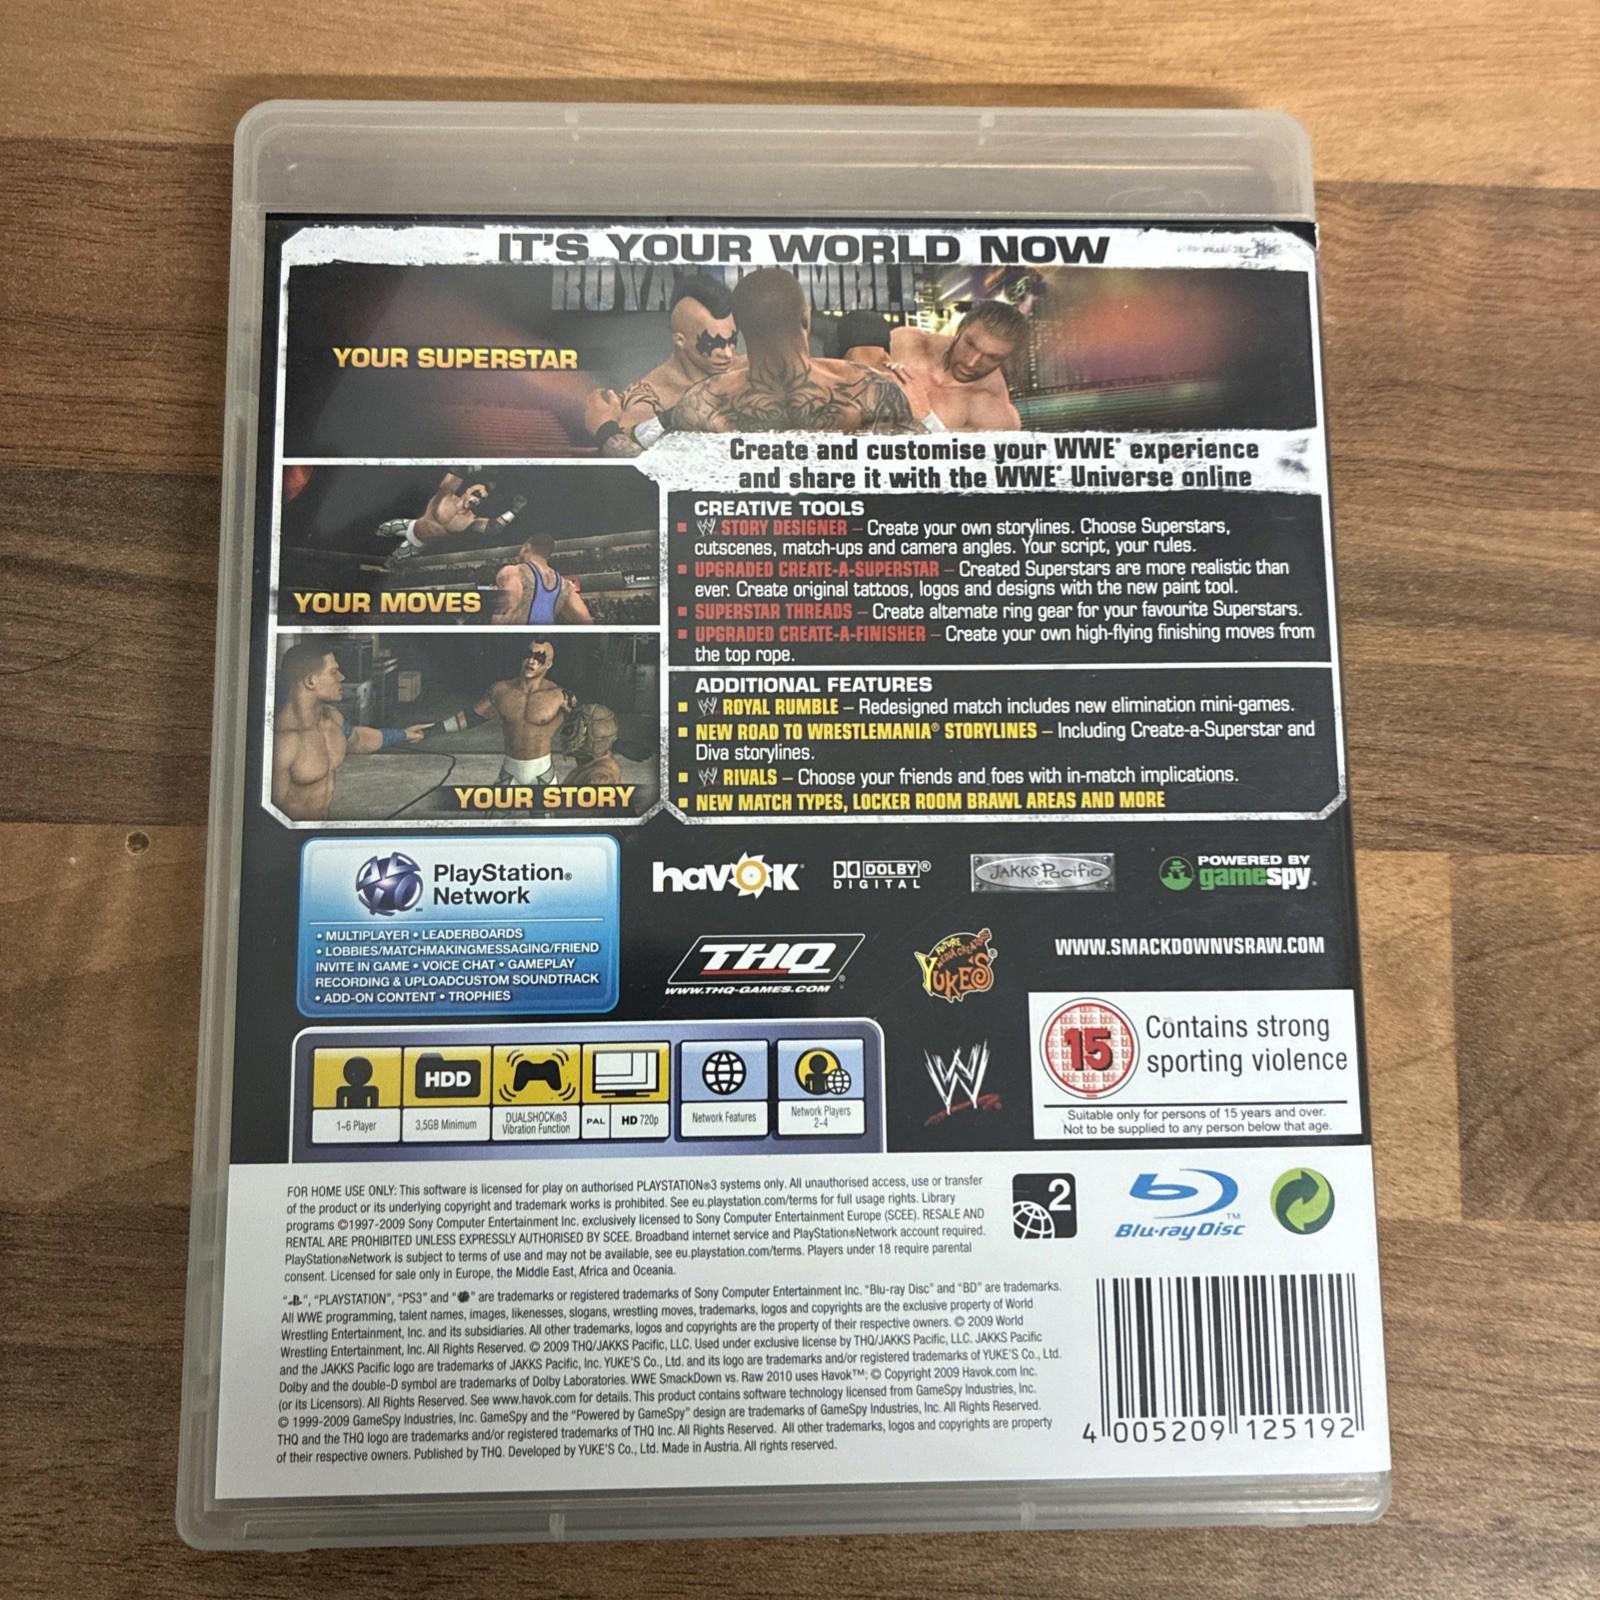 IT'S YOUR WORLD NOW
ROYAL RUMBLE
YOUR SUPERSTAR
Create and customise your WWE® experience
and share it with the WWE® Universe online
YOUR MOVES
YOUR STORY
CREATIVE TOOLS
W STORY DESIGNER – Create your own storylines. Choose Superstars,
cutscenes, match-ups and camera angles. Your script, your rules.
UPGRADED CREATE-A-SUPERSTAR – Created Superstars are more realistic than
ever. Create original tattoos, logos and designs with the new paint tool.
SUPERSTAR THREADS – Create alternate ring gear for your favourite Superstars.
UPGRADED CREATE-A-FINISHER – Create your own high-flying finishing moves from
the top rope.
ADDITIONAL FEATURES
W ROYAL RUMBLE – Redesigned match includes new elimination mini-games.
NEW ROAD TO WRESTLEMANIA® STORYLINES – Including Create-a-Superstar and
Diva storylines.
W RIVALS – Choose your friends and foes with in-match implications.
NEW MATCH TYPES, LOCKER ROOM BRAWL AREAS AND MORE
PlayStation®
Network
• MULTIPLAYER • LEADERBOARDS
• LOBBIES/MATCHMAKINGMESSAGING/FRIEND
INVITE IN GAME • VOICE CHAT • GAMEPLAY
RECORDING & UPLOADCUSTOM SOUNDTRACK
• ADD-ON CONTENT • TROPHIES
havok
DOLBY®
DIGITAL
JAKKS Pacific
inc.
POWERED BY
gamespy.
THQ®
WWW.THQ-GAMES.COM
FUTURE MEDIA CREATOR
YUKE'S®
WWW.SMACKDOWNVSRAW.COM
1-6 Player
HDD
3,5GB Minimum
DUALSHOCK®3
Vibration Function
PAL
HD 720p
Network Features
Network Players
2-4
W
15
Contains strong
sporting violence
Suitable only for persons of 15 years and over.
Not to be supplied to any person below that age.
FOR HOME USE ONLY: This software is licensed for play on authorised PLAYSTATION®3 systems only. All unauthorised access, use or transfer
of the product or its underlying copyright and trademark works is prohibited. See eu.playstation.com/terms for full usage rights. Library
programs ©1997-2009 Sony Computer Entertainment Inc. exclusively licensed to Sony Computer Entertainment Europe (SCEE). RESALE AND
RENTAL ARE PROHIBITED UNLESS EXPRESSLY AUTHORISED BY SCEE. Broadband internet service and PlayStation®Network account required.
PlayStation®Network is subject to terms of use and may not be available, see eu.playstation.com/terms. Players under 18 require parental
consent. Licensed for sale only in Europe, the Middle East, Africa and Oceania.
2
Blu-ray Disc™
"", "PLAYSTATION", "PS3" and "" are trademarks or registered trademarks of Sony Computer Entertainment Inc. "Blu-ray Disc" and "BD" are trademarks.
All WWE programming, talent names, images, likenesses, slogans, wrestling moves, trademarks, logos and copyrights are the exclusive property of World
Wrestling Entertainment, Inc. and its subsidiaries. All other trademarks, logos and copyrights are the property of their respective owners. © 2009 World
Wrestling Entertainment, Inc. All Rights Reserved. © 2009 THQ/JAKKS Pacific, LLC. Used under exclusive license by THQ/JAKKS Pacific, LLC. JAKKS Pacific
and the JAKKS Pacific logo are trademarks of JAKKS Pacific, Inc. YUKE'S Co., Ltd. and its logo are trademarks and/or registered trademarks of YUKE'S Co., Ltd.
Dolby and the double-D symbol are trademarks of Dolby Laboratories. WWE SmackDown vs. Raw 2010 uses Havok™: © Copyright 2009 Havok.com Inc.
(or its Licensors). All Rights Reserved. See www.havok.com for details. This product contains software technology licensed from GameSpy Industries, Inc.
© 1999-2009 GameSpy Industries, Inc. GameSpy and the "Powered by GameSpy" design are trademarks of GameSpy Industries, Inc. All Rights Reserved.
THQ and the THQ logo are trademarks and/or registered trademarks of THQ Inc. All Rights Reserved. All other trademarks, logos and copyrights are property
of their respective owners. Published by THQ. Developed by YUKE'S Co., Ltd. Made in Austria. All rights reserved.
4 005209 125192